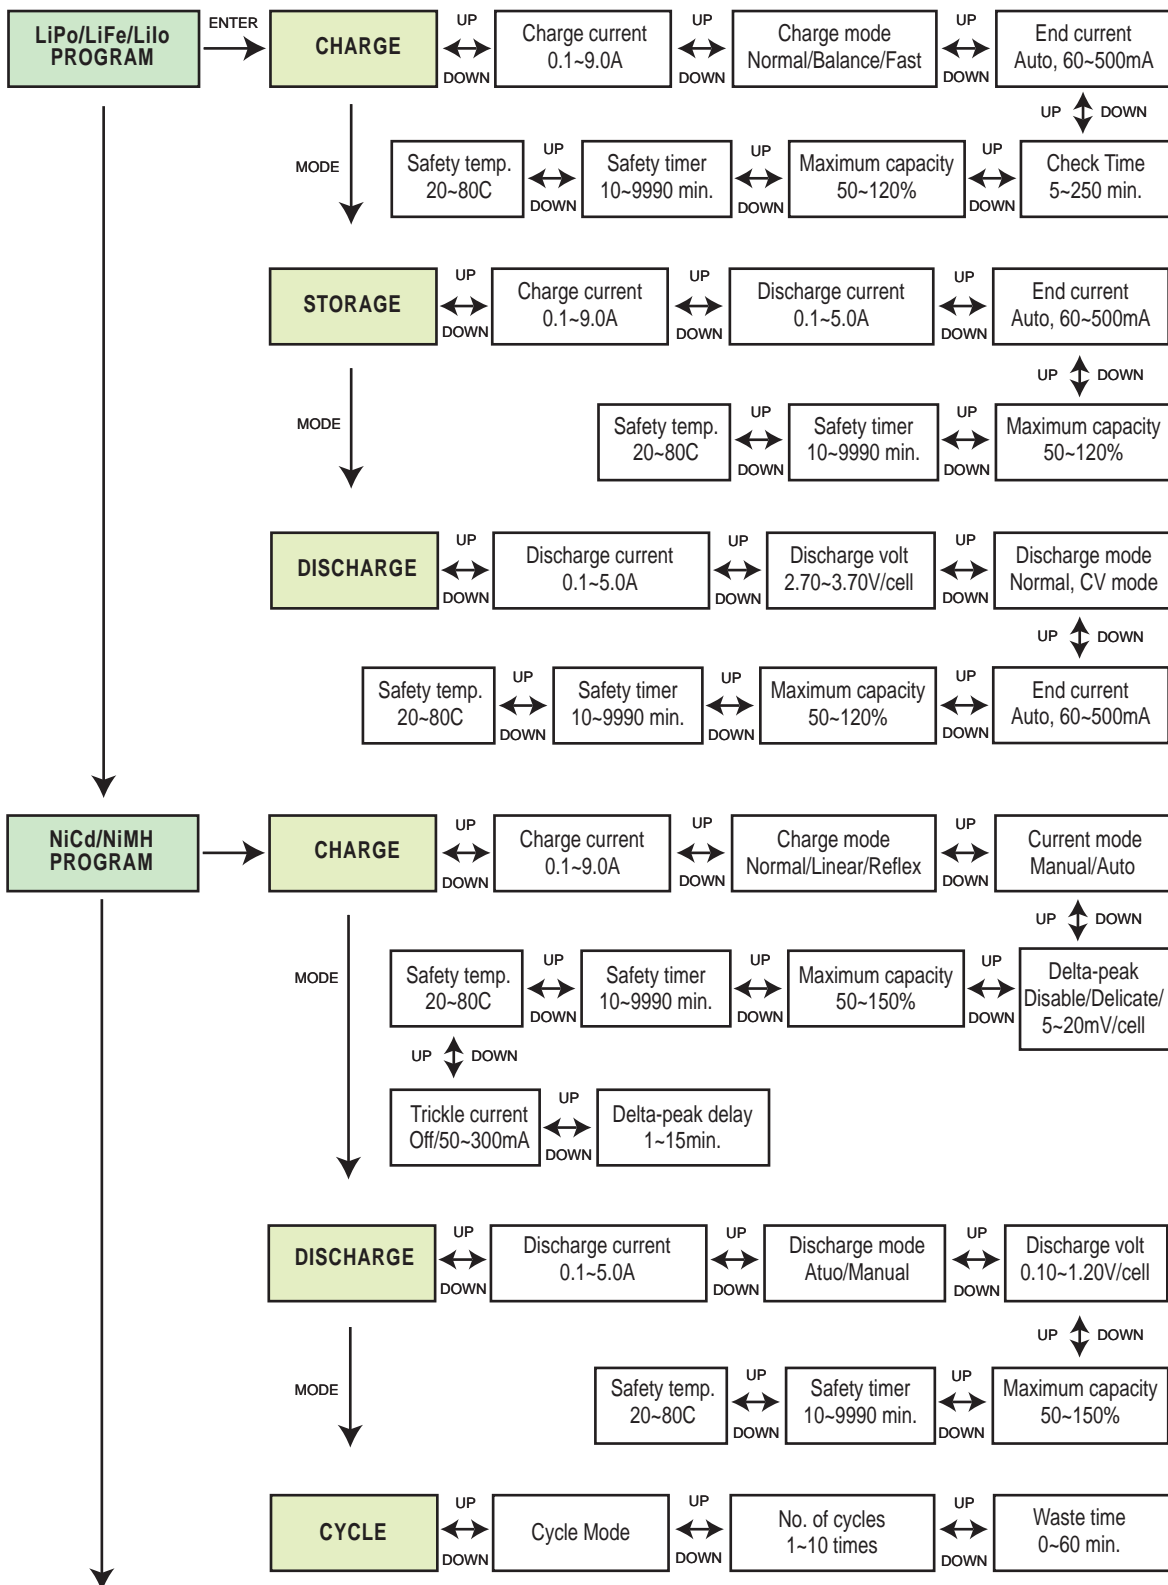 LiPo/LiFe/LiIo
PROGRAM
ENTER
CHARGE
UP
DOWN
Charge current
0.1~9.0A
UP
DOWN
Charge mode
Normal/Balance/Fast
UP
DOWN
End current
Auto, 60~500mA
UP
DOWN
MODE
Safety temp.
20~80C
UP
DOWN
Safety timer
10~9990 min.
UP
DOWN
Maximum capacity
50~120%
UP
DOWN
Check Time
5~250 min.
STORAGE
UP
DOWN
Charge current
0.1~9.0A
UP
DOWN
Discharge current
0.1~5.0A
UP
DOWN
End current
Auto, 60~500mA
UP
DOWN
MODE
Safety temp.
20~80C
UP
DOWN
Safety timer
10~9990 min.
UP
DOWN
Maximum capacity
50~120%
DISCHARGE
UP
DOWN
Discharge current
0.1~5.0A
UP
DOWN
Discharge volt
2.70~3.70V/cell
UP
DOWN
Discharge mode
Normal, CV mode
UP
DOWN
Safety temp.
20~80C
UP
DOWN
Safety timer
10~9990 min.
UP
DOWN
Maximum capacity
50~120%
UP
DOWN
End current
Auto, 60~500mA
NiCd/NiMH
PROGRAM
CHARGE
UP
DOWN
Charge current
0.1~9.0A
UP
DOWN
Charge mode
Normal/Linear/Reflex
UP
DOWN
Current mode
Manual/Auto
UP
DOWN
MODE
Safety temp.
20~80C
UP
DOWN
Safety timer
10~9990 min.
UP
DOWN
Maximum capacity
50~150%
UP
DOWN
Delta-peak
Disable/Delicate/
5~20mV/cell
UP
DOWN
Trickle current
Off/50~300mA
UP
DOWN
Delta-peak delay
1~15min.
DISCHARGE
UP
DOWN
Discharge current
0.1~5.0A
UP
DOWN
Discharge mode
Atuo/Manual
UP
DOWN
Discharge volt
0.10~1.20V/cell
UP
DOWN
MODE
Safety temp.
20~80C
UP
DOWN
Safety timer
10~9990 min.
UP
DOWN
Maximum capacity
50~150%
CYCLE
UP
DOWN
Cycle Mode
UP
DOWN
No. of cycles
1~10 times
UP
DOWN
Waste time
0~60 min.